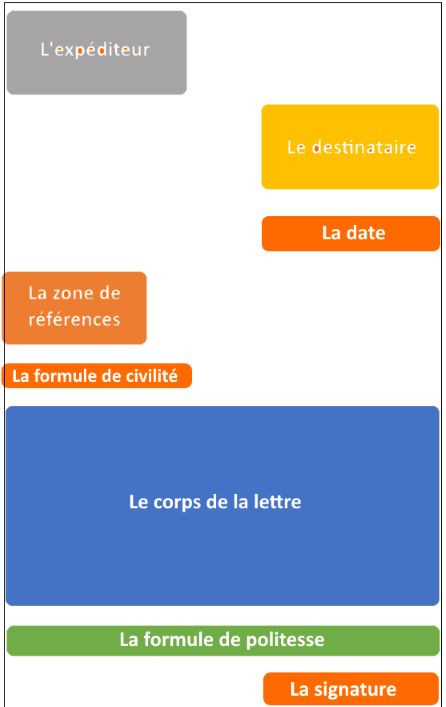 L'expéditeur
Le destinataire
La date
La zone de
références
La formule de civilité
Le corps de la lettre
La formule de politesse
La signature